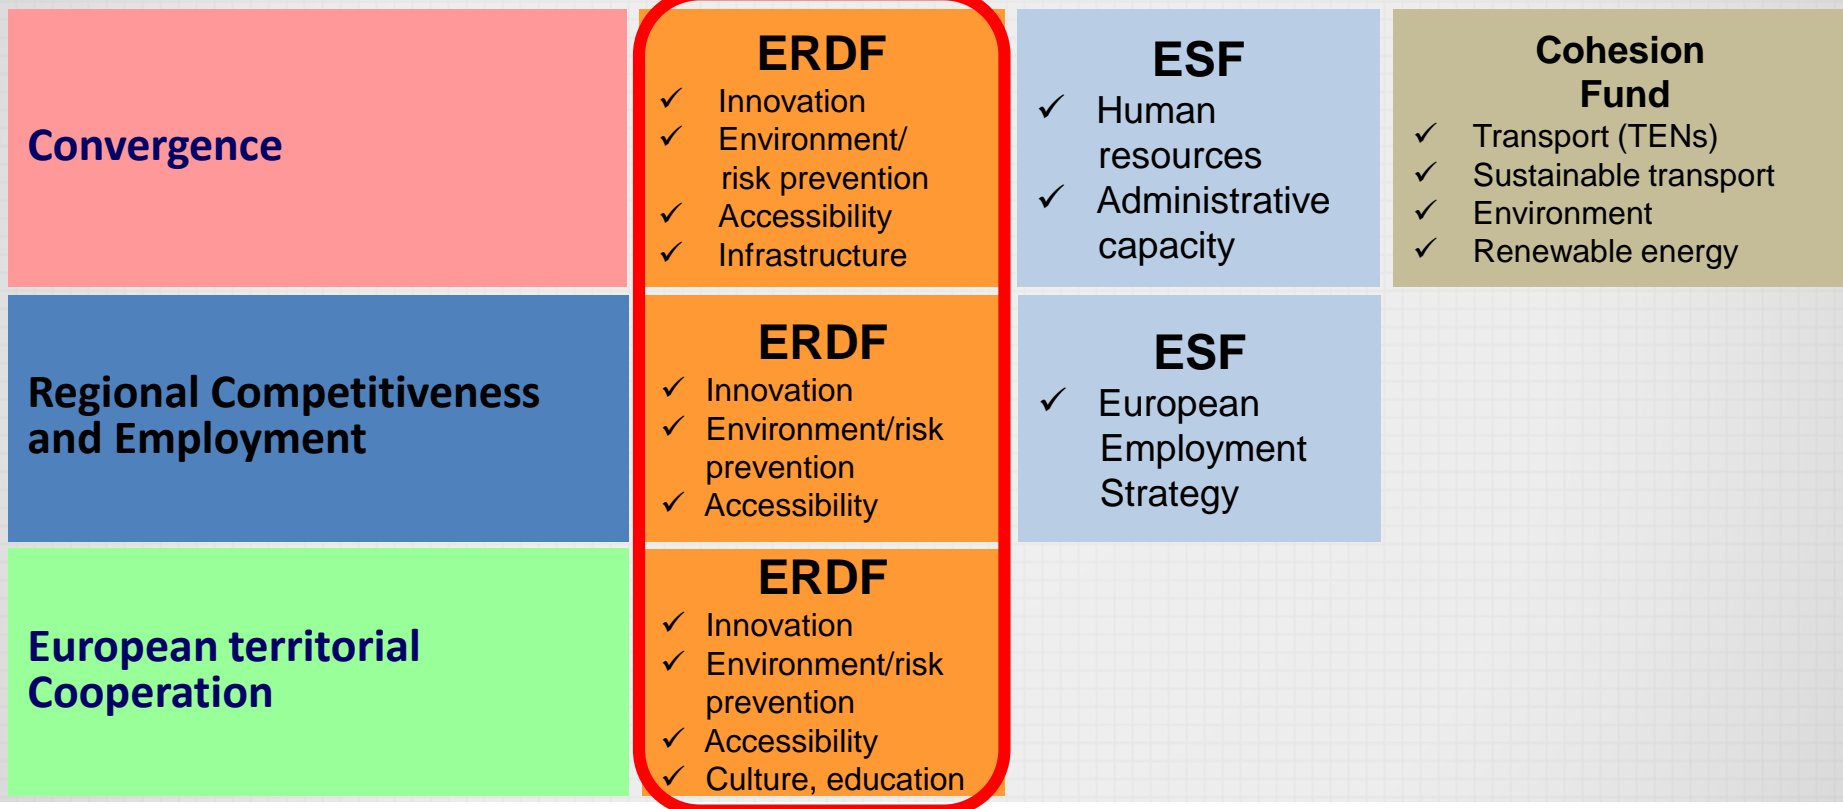 Convergence
ERDF
✓ Innovation
✓ Environment/
risk prevention
✓ Accessibility
✓ Infrastructure
ESF
✓ Human
resources
✓ Administrative
capacity
Cohesion
Fund
✓ Transport (TENs)
✓ Sustainable transport
✓ Environment
✓ Renewable energy
Regional Competitiveness
and Employment
ERDF
✓ Innovation
✓ Environment/risk
prevention
✓ Accessibility
ESF
✓ European
Employment
Strategy
European territorial
Cooperation
ERDF
✓ Innovation
✓ Environment/risk
prevention
✓ Accessibility
✓ Culture, education